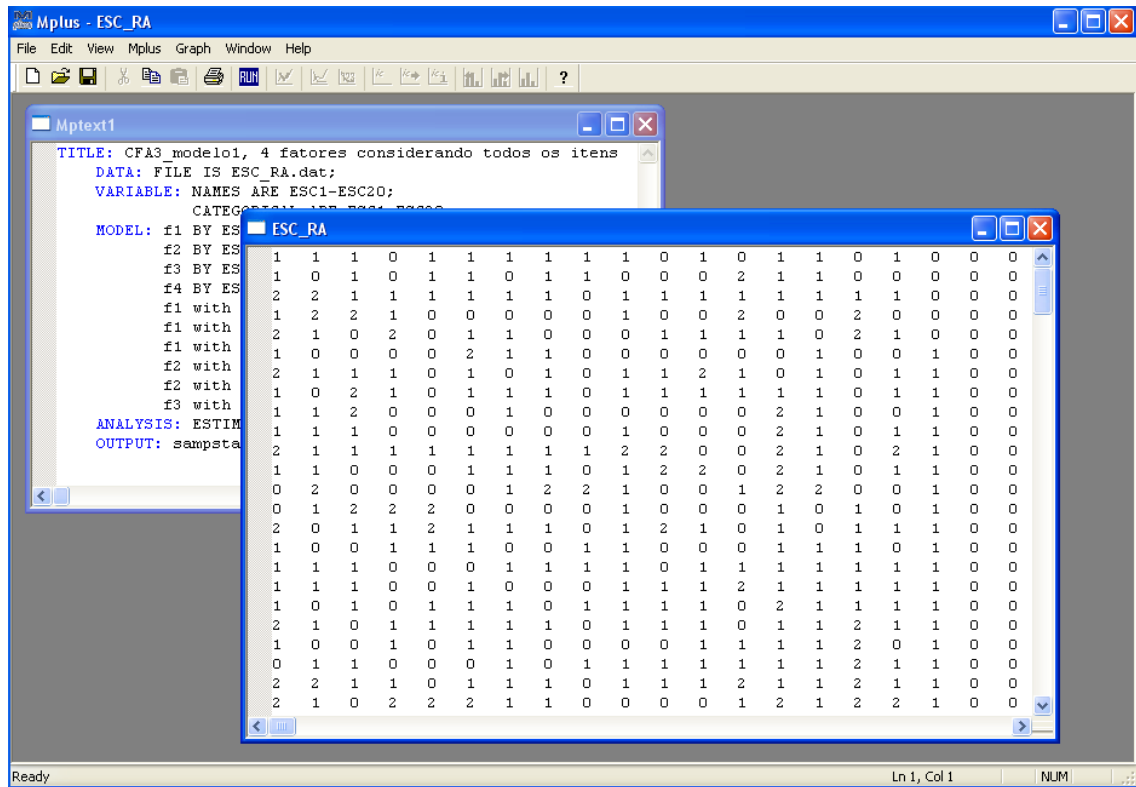 Mplus - ESC_RA
File Edit View Mplus Graph Window Help
RUN
Mptext1
TITLE: CFA3_modelo1, 4 fatores considerando todos os itens
DATA: FILE IS ESC_RA.dat;
VARIABLE: NAMES ARE ESC1-ESC20;
MODEL: f1 BY ES
f2 BY ES
f3 BY ES
f4 BY ES
f1 with
f1 with
f1 with
f2 with
f2 with
f3 with
ANALYSIS: ESTIM
OUTPUT: sampsta
ESC_RA
1 1 1 0 1 1 1 1 1 1 0 1 0 1 1 0 1 0 0 0
1 0 1 0 1 1 0 1 1 0 0 0 2 1 1 0 0 0 0 0
2 2 1 1 1 1 1 1 0 1 1 1 1 1 1 1 1 0 0 0
1 2 2 1 0 0 0 0 0 1 0 0 2 0 0 2 0 0 0 0
2 1 0 2 0 1 1 0 0 0 1 1 1 1 0 2 1 0 0 0
1 0 0 0 0 2 1 1 0 0 0 0 0 0 1 0 0 1 0 0
2 1 1 1 0 1 0 1 0 1 1 2 1 0 1 0 1 1 0 0
1 0 2 1 0 1 1 1 0 1 1 1 1 1 1 1 0 1 0 0
1 1 2 0 0 0 1 0 0 0 0 0 0 2 1 0 0 1 0 0
1 1 1 0 0 0 0 0 0 1 0 0 0 2 1 0 1 1 0 0
2 1 1 1 1 1 1 1 1 2 2 0 0 2 1 0 2 1 0 0
1 1 0 0 0 1 1 1 0 1 2 2 0 2 1 0 1 1 0 0
0 2 0 0 0 0 1 2 2 1 0 0 1 2 2 0 0 1 0 0
0 1 2 2 2 0 0 0 0 1 0 0 0 1 0 1 0 1 0 0
2 0 1 1 2 1 1 1 0 1 2 1 0 1 0 1 1 1 0 0
1 0 0 1 1 1 0 0 1 1 0 0 0 1 1 1 0 1 0 0
1 1 1 0 0 0 1 1 1 1 0 1 1 1 1 1 1 1 0 0
1 1 1 0 0 1 0 0 0 1 1 1 2 1 1 1 1 1 0 0
1 0 1 0 1 1 1 0 1 1 1 1 0 2 1 1 1 1 0 0
2 1 0 1 1 1 1 1 0 1 1 1 0 1 1 2 1 1 0 0
1 0 0 1 0 1 1 0 0 0 0 1 1 1 1 2 0 1 0 0
0 1 1 0 0 0 1 0 1 1 1 1 1 1 1 2 1 1 0 0
2 2 1 1 0 1 1 1 0 1 1 1 2 1 1 2 1 1 0 0
2 1 0 2 2 2 1 1 0 0 0 0 1 2 1 2 2 1 0 0
Ready
Ln 1, Col 1
NUM